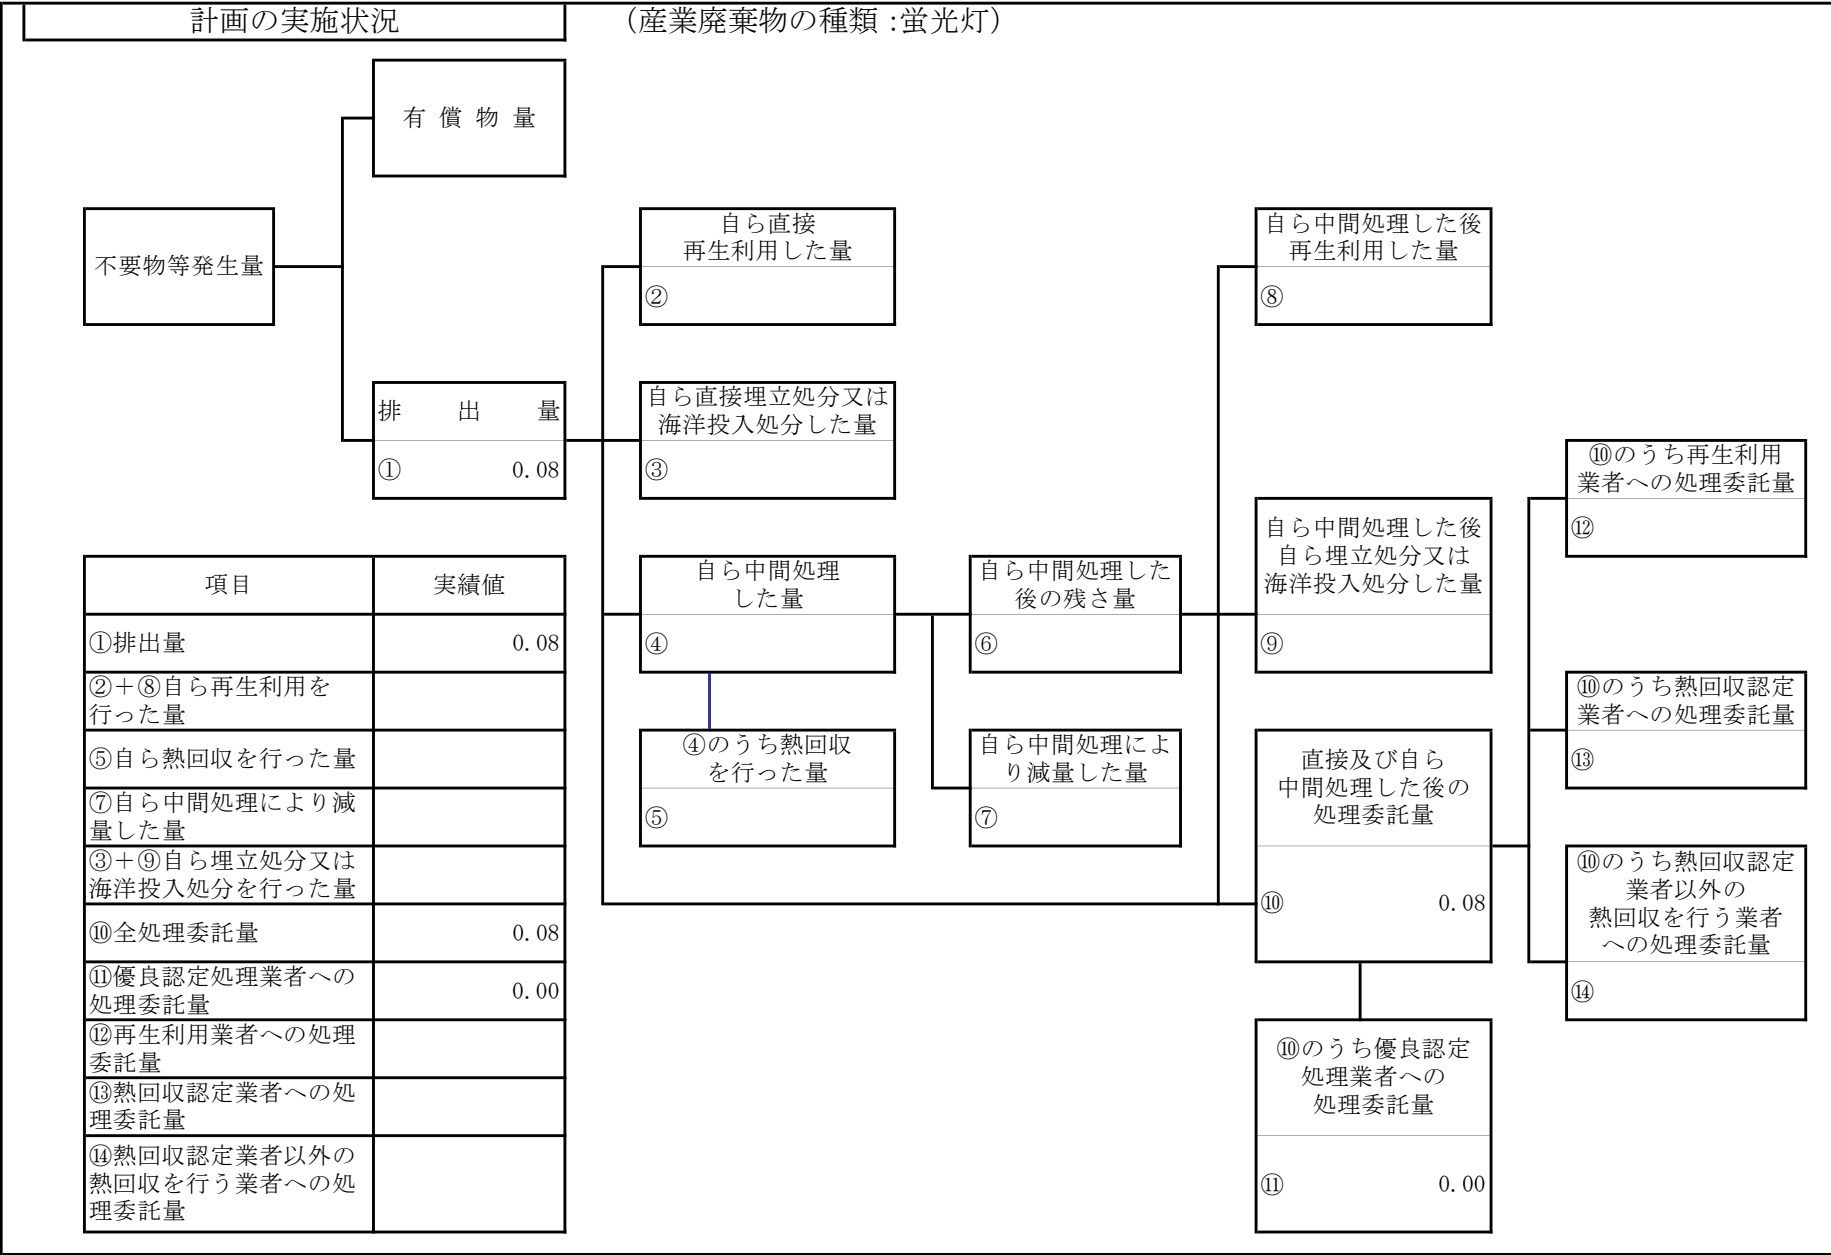 計画の実施状況
（産業廃棄物の種類:蛍光灯）
有償物量
不要物等発生量
自ら直接
再生利用した量
②
自ら中間処理した後
再生利用した量
⑧
排出量
① 0.08
自ら直接埋立処分又は
海洋投入処分した量
③
⑩のうち再生利用
業者への処理委託量
⑫
自ら中間処理した後
自ら埋立処分又は
海洋投入処分した量
⑨
自ら中間処理
した量
④
自ら中間処理した
後の残さ量
⑥
⑩のうち熱回収認定
業者への処理委託量
⑬
④のうち熱回収
を行った量
⑤
自ら中間処理によ
り減量した量
⑦
直接及び自ら
中間処理した後の
処理委託量
⑩ 0.08
⑩のうち熱回収認定
業者以外の
熱回収を行う業者
への処理委託量
⑭
⑩のうち優良認定
処理業者への
処理委託量
⑪ 0.00
項目 実績値
①排出量 0.08
②＋⑧自ら再生利用を
行った量
⑤自ら熱回収を行った量
⑦自ら中間処理により減
量した量
③＋⑨自ら埋立処分又は
海洋投入処分を行った量
⑩全処理委託量 0.08
⑪優良認定処理業者への
処理委託量 0.00
⑫再生利用業者への処理
委託量
⑬熱回収認定業者への処
理委託量
⑭熱回収認定業者以外の
熱回収を行う業者への処
理委託量